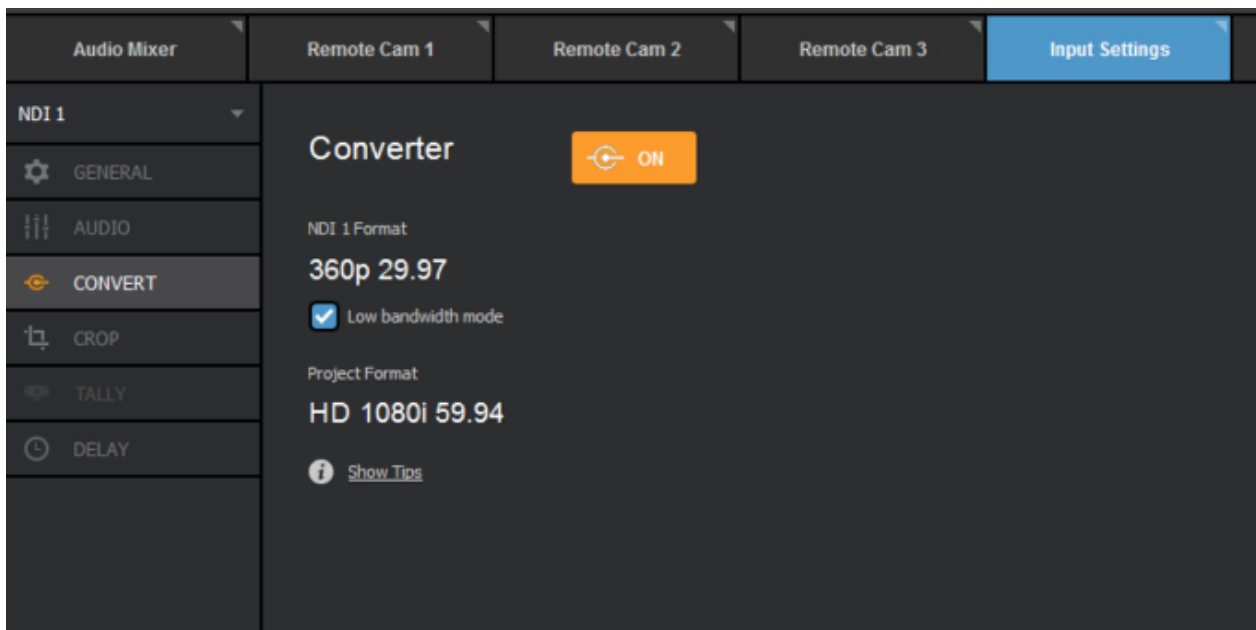 Audio Mixer
Remote Cam 1
Remote Cam 2
Remote Cam 3
Input Settings
NDI 1
GENERAL
AUDIO
CONVERT
CROP
TALLY
DELAY
Converter
ON
NDI 1 Format
360p 29.97
Low bandwidth mode
Project Format
HD 1080i 59.94
Show Tips